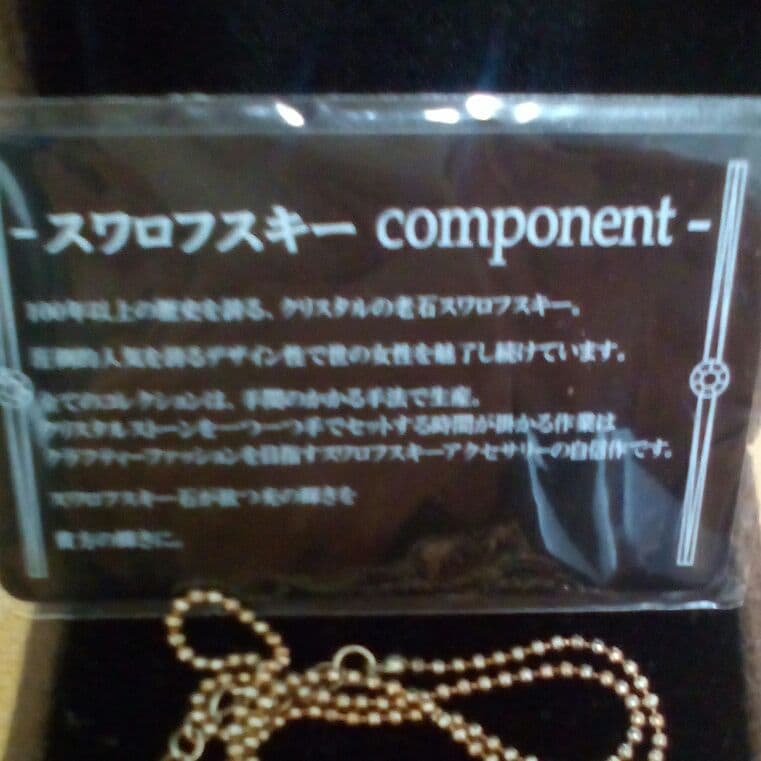 -スワロフスキー component-
100年以上の歴史を誇る、クリスタルの老石スワロフスキー。
圧倒的人気を誇るデザイン性で世の女性を魅了し続けています。
全てのコレクションは、手間のかかる手法で生産。
クリスタルストーンを一つ一つ手でセットする時間が掛かる作業は
クラフティーファッションを目指すスワロフスキーアクセサリーの自信作です。
スワロフスキー石が放つ光の輝きを
貴方の輝きに。